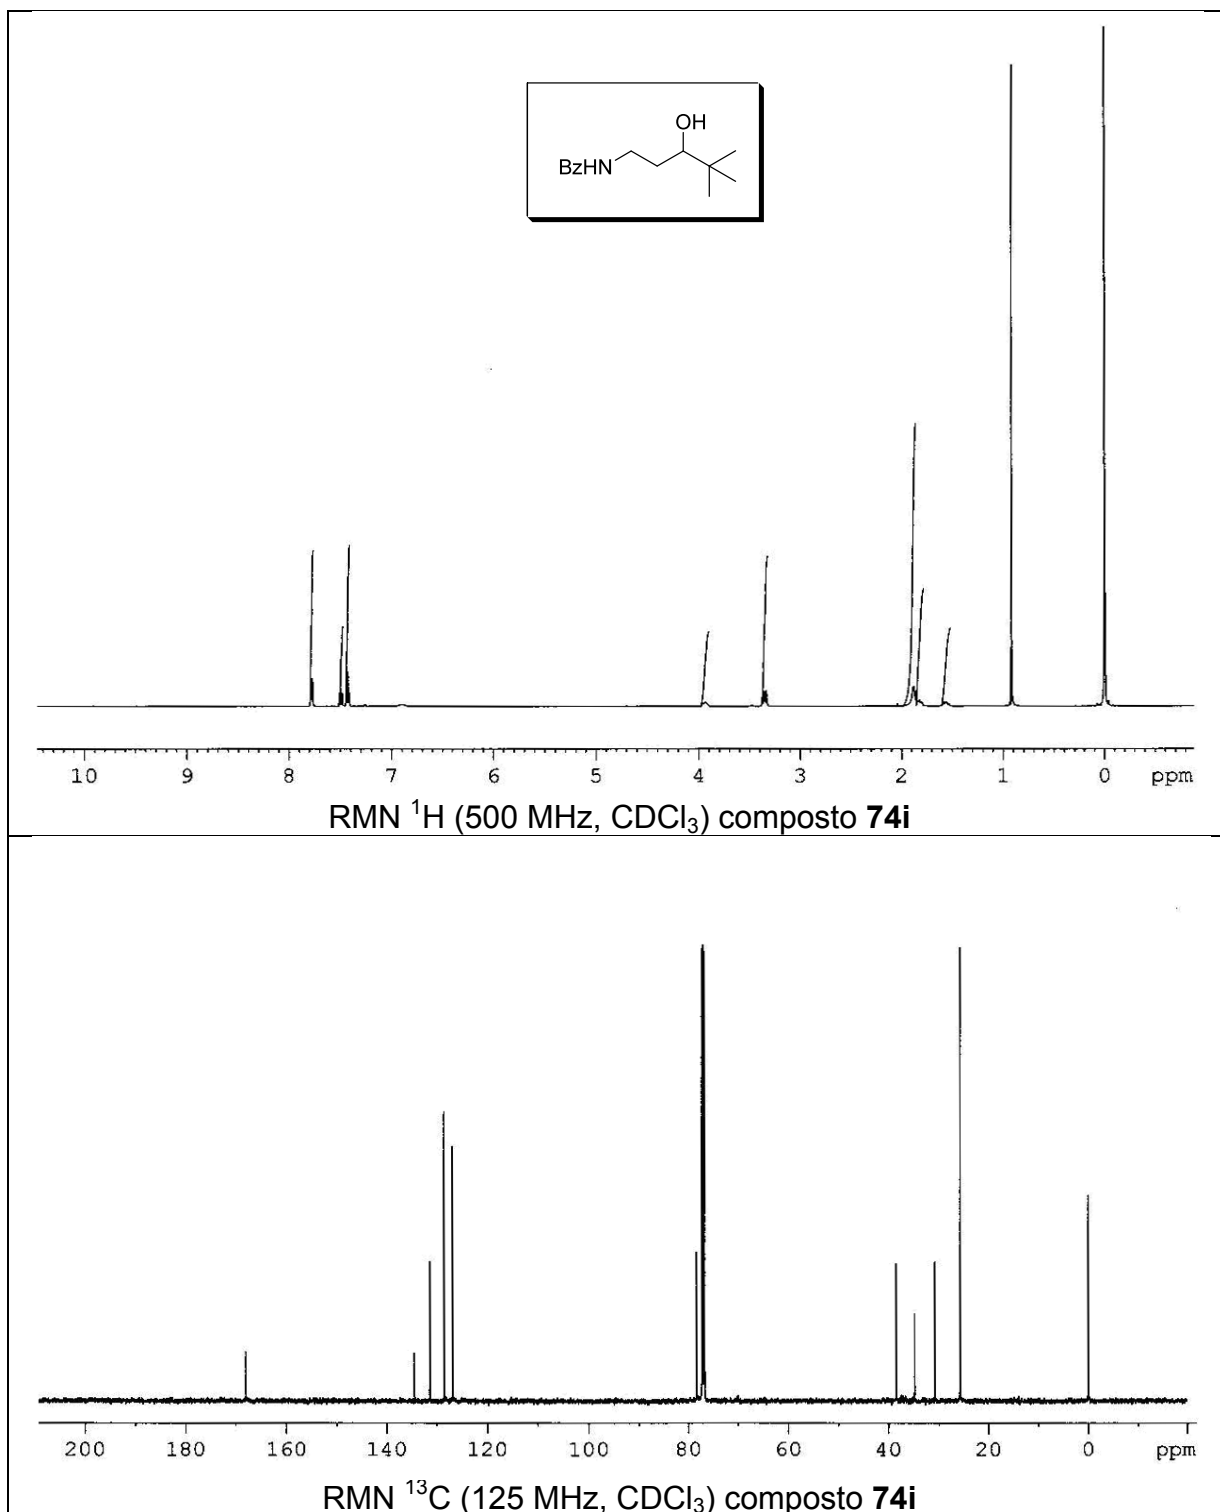 OH
BzHN
10 9 8 7 6 5 4 3 2 1 0 ppm
RMN ¹H (500 MHz, CDCl₃) composto 74i
200 180 160 140 120 100 80 60 40 20 0 ppm
RMN ¹³C (125 MHz, CDCl₃) composto 74i